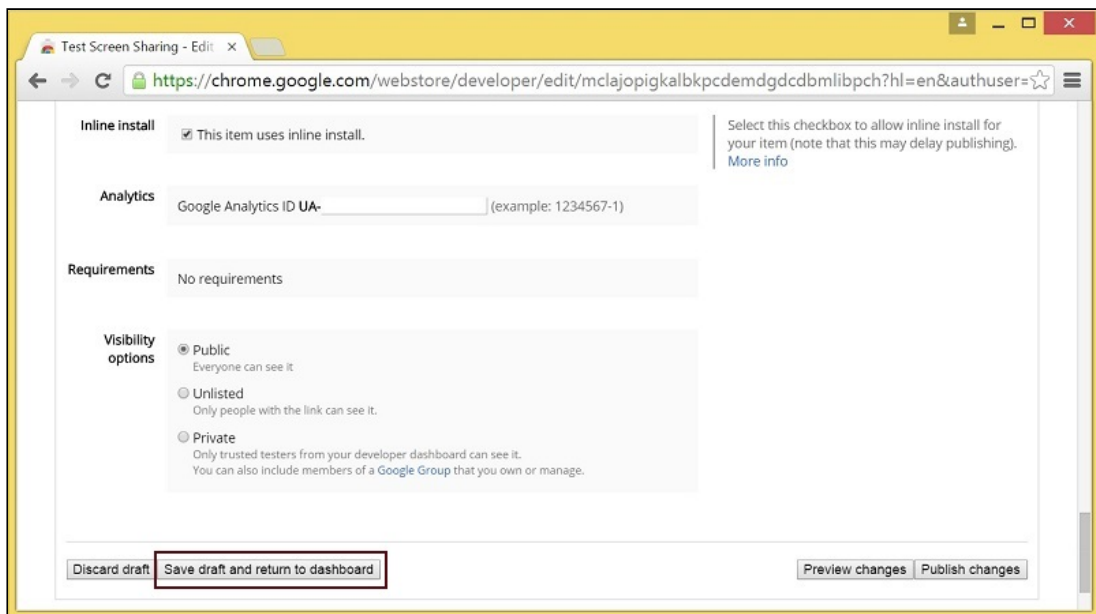 Test Screen Sharing - Edit
https://chrome.google.com/webstore/developer/edit/mclajopigkalbkpcdemdgdcdbmlibpch?hl=en&authuser=
Inline install
This item uses inline install.
Select this checkbox to allow inline install for
your item (note that this may delay publishing).
More info
Analytics
Google Analytics ID UA- (example: 1234567-1)
Requirements
No requirements
Visibility
options
Public
Everyone can see it
Unlisted
Only people with the link can see it.
Private
Only trusted testers from your developer dashboard can see it.
You can also include members of a Google Group that you own or manage.
Discard draft Save draft and return to dashboard Preview changes Publish changes